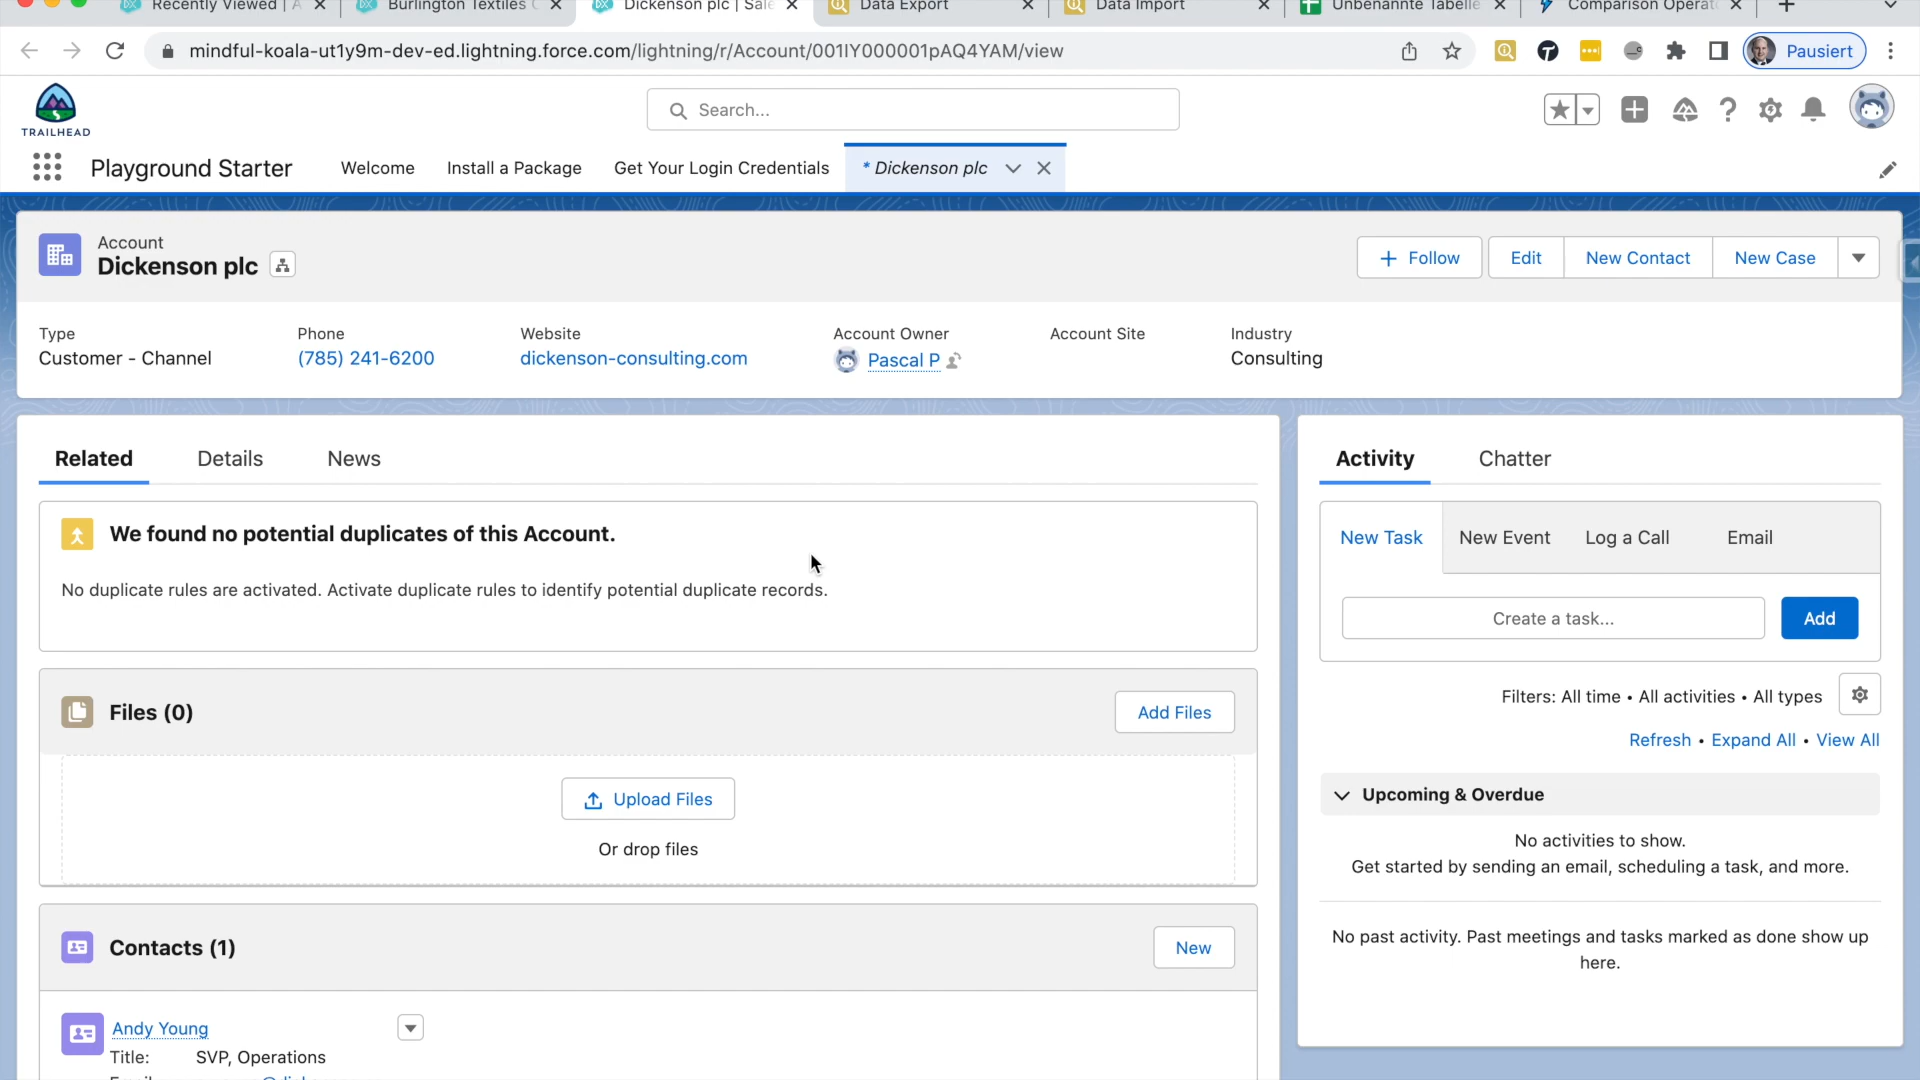 Recently Viewed | A
Burlington Textiles C
Dickenson plc | Sale
Data Export
Data Import
Unbenannte Tabelle
Comparison Operato
mindful-koala-ut1y9m-dev-ed.lightning.force.com/lightning/r/Account/001IY000001pAQ4YAM/view
Pausiert
TRAILHEAD
Search...
Playground Starter
Welcome
Install a Package
Get Your Login Credentials
* Dickenson plc
Account
Dickenson plc
Follow
Edit
New Contact
New Case
Type
Customer - Channel
Phone
(785) 241-6200
Website
dickenson-consulting.com
Account Owner
Pascal P
Account Site
Industry
Consulting
Related
Details
News
We found no potential duplicates of this Account.
No duplicate rules are activated. Activate duplicate rules to identify potential duplicate records.
Files (0)
Add Files
Upload Files
Or drop files
Contacts (1)
New
Andy Young
Title: SVP, Operations
Activity
Chatter
New Task
New Event
Log a Call
Email
Create a task...
Add
Filters: All time • All activities • All types
Refresh • Expand All • View All
Upcoming & Overdue
No activities to show.
Get started by sending an email, scheduling a task, and more.
No past activity. Past meetings and tasks marked as done show up
here.